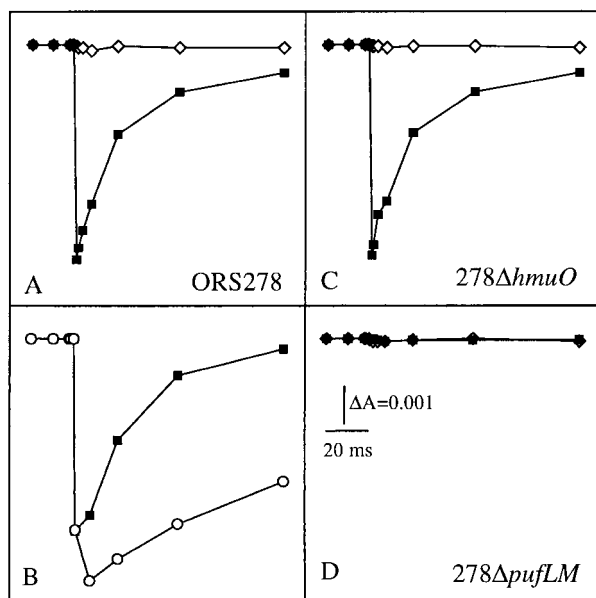 A
ORS278
C
278ΔhmuO
B
ΔA=0.001
20 ms
D
278ΔpufLM